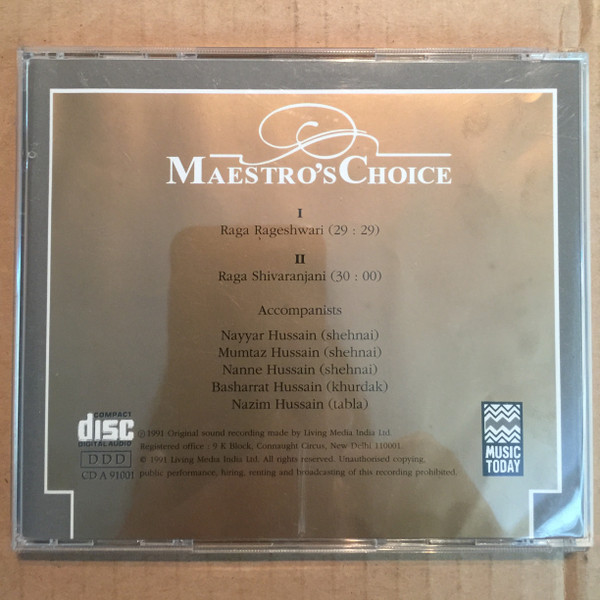 MAESTRO'S CHOICE
I
Raga Rageshwari (29 : 29)
II
Raga Shivaranjani (30 : 00)
Accompanists
Nayyar Hussain (shehnai)
Mumtaz Hussain (shehnai)
Nanne Hussain (shehnai)
Basharrat Hussain (khurdak)
Nazim Hussain (tabla)
COMPACT
disc
DIGITAL AUDIO
DDD
CD A 91001
℗1991 Original sound recording made by Living Media India Ltd.
Registered office : 9 K Block, Connaught Circus, New Delhi 110001.
© 1991 Living Media India Ltd. All rights reserved. Unauthorised copying,
public performance, hiring, renting and broadcasting of this recording prohibited.
MUSIC
TODAY